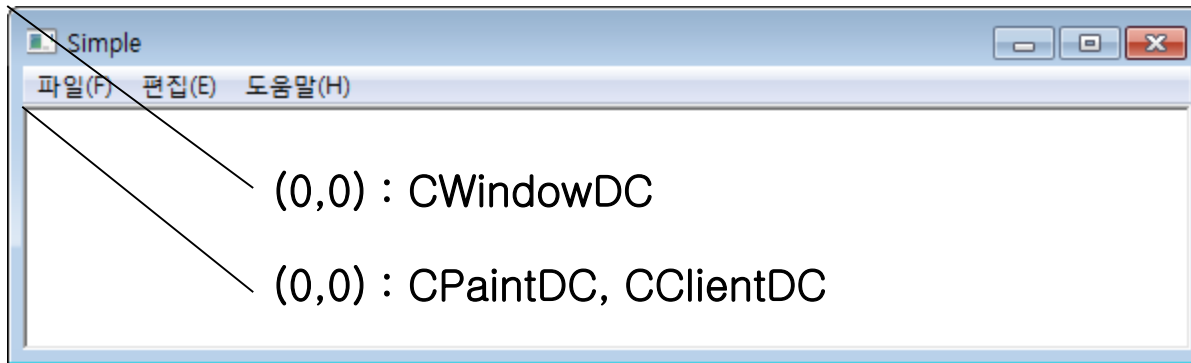 Simple
파일(F) 편집(E) 도움말(H)
(0,0) : CWindowDC
(0,0) : CPaintDC, CClientDC